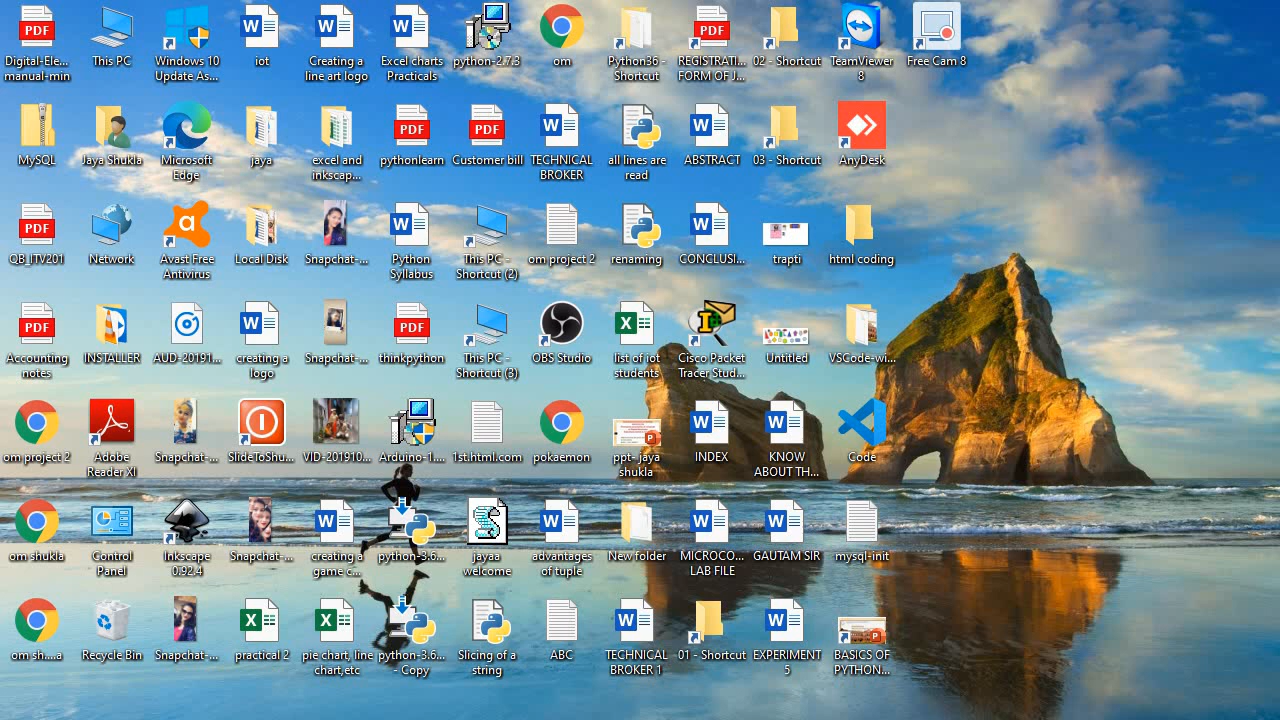 Digital-Ele...
manual-min
This PC
Windows 10
Update As...
iot
Creating a
line art logo
Excel charts
Practicals
python-2.7.3
om
Python36 -
Shortcut
REGISTRATI...
FORM OF J...
02 - Shortcut
TeamViewer
8
Free Cam 8
MySQL
Jaya Shukla
Microsoft
Edge
jaya
excel and
inkscap...
pythonlearn
Customer bill
TECHNICAL
BROKER
all lines are
read
ABSTRACT
03 - Shortcut
AnyDesk
QB_ITV201
Network
Avast Free
Antivirus
Local Disk
Snapchat-...
Python
Syllabus
This PC -
Shortcut (2)
om project 2
renaming
CONCLUSI...
trapti
html coding
Accounting
notes
INSTALLER
AUD-20191...
creating a
logo
Snapchat-...
thinkpython
This PC -
Shortcut (3)
OBS Studio
list of iot
students
Cisco Packet
Tracer Stud...
Untitled
VSCode-wi...
om project 2
Adobe
Reader XI
Snapchat-...
SlideToShu...
VID-201910...
Arduino-1....
1st.html.com
pokaemon
ppt- jaya
shukla
INDEX
KNOW
ABOUT TH...
Code
om shukla
Control
Panel
Inkscape
0.92.4
Snapchat-...
creating a
game c...
python-3.6...
jayaa
welcome
advantages
of tuple
New folder
MICROCO...
LAB FILE
GAUTAM SIR
mysql-init
om sh....a
Recycle Bin
Snapchat-...
practical 2
pie chart, line
chart,etc
python-3.6...
- Copy
Slicing of a
string
ABC
TECHNICAL
BROKER 1
01 - Shortcut
EXPERIMENT
5
BASICS OF
PYTHON...